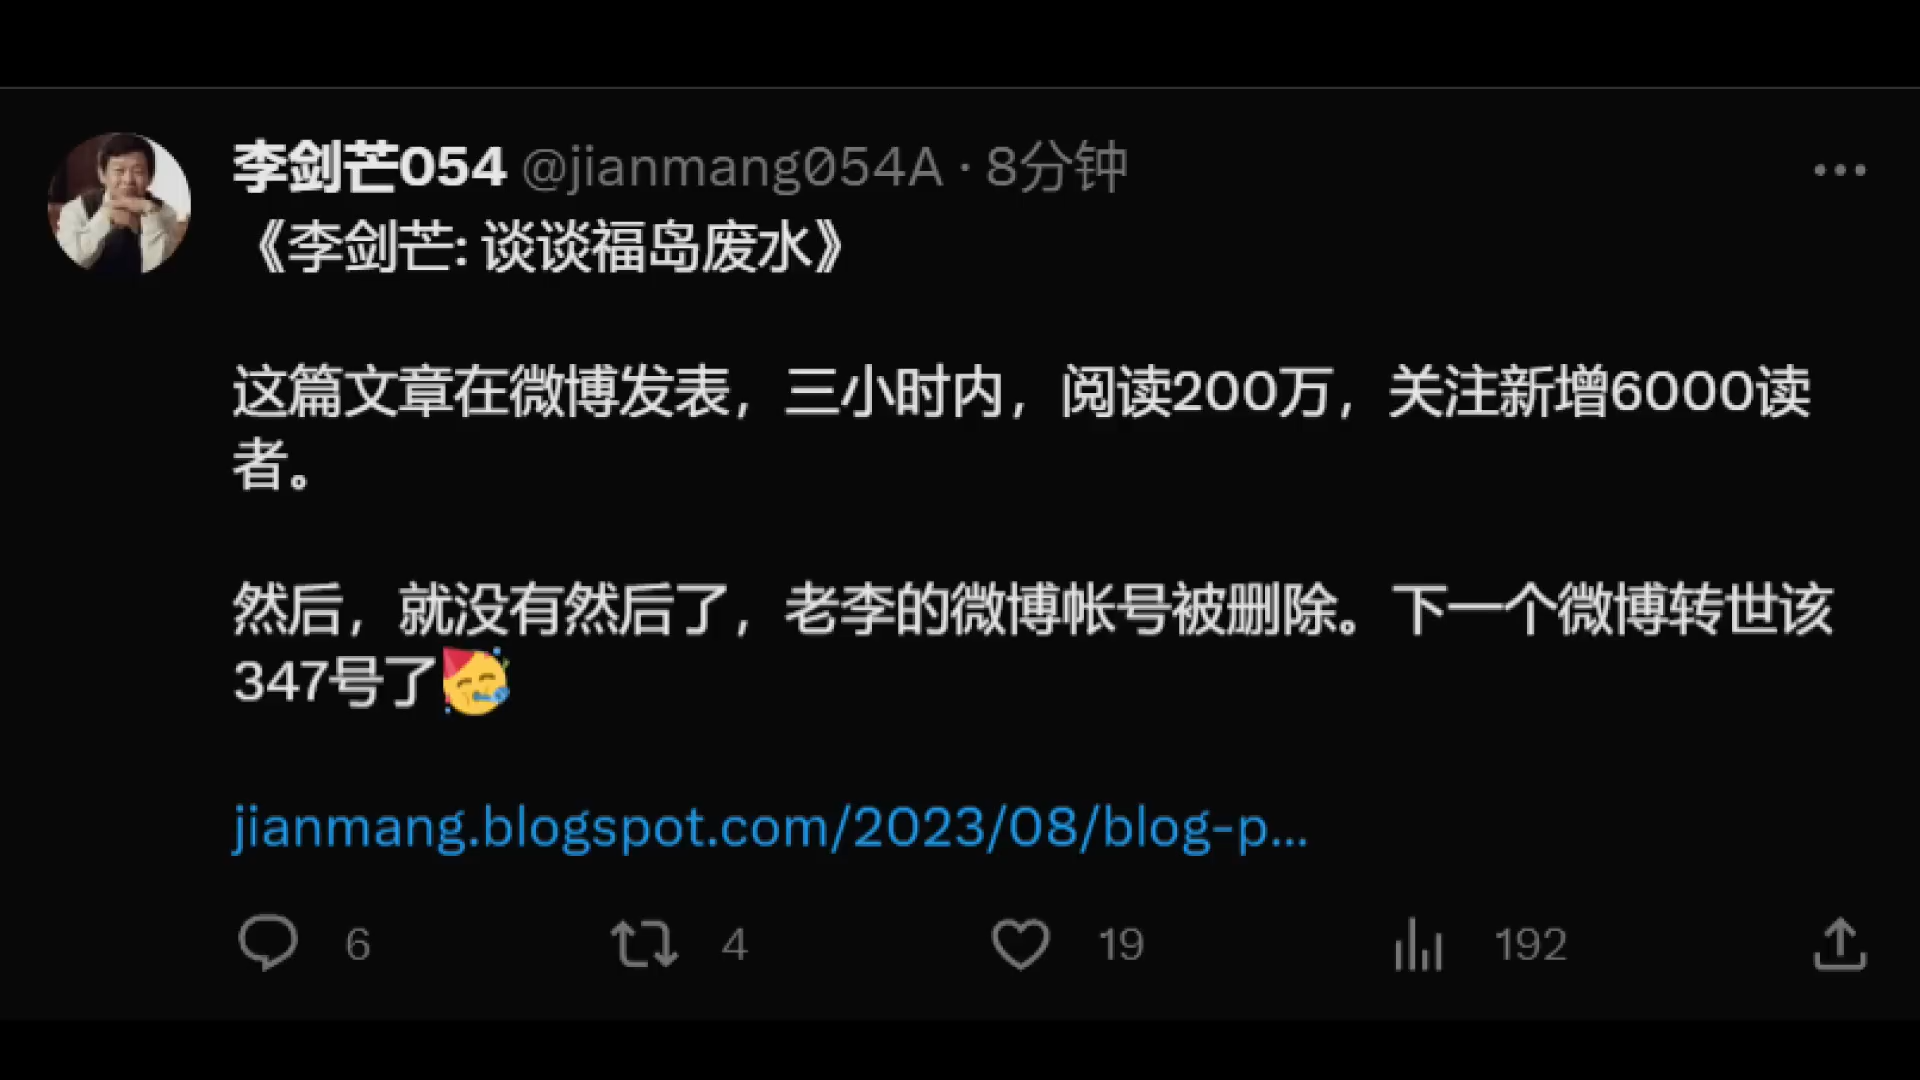 李剑芒054 @jianmang054A · 8分钟
《李剑芒: 谈谈福岛废水》
这篇文章在微博发表，三小时内，阅读200万，关注新增6000读
者。
然后，就没有然后了，老李的微博帐号被删除。下一个微博转世该
347号了🥳
jianmang.blogspot.com/2023/08/blog-p...
6 4 19 192